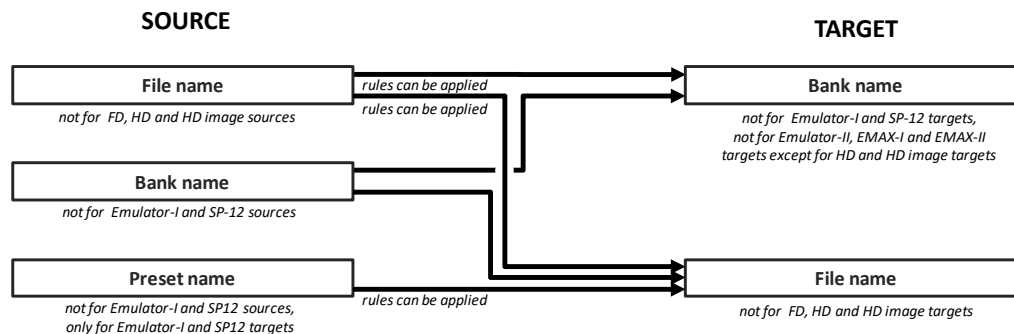 SOURCE
TARGET
File name
rules can be applied
Bank name
not for FD, HD and HD image sources
rules can be applied
not for Emulator-I and SP-12 targets,
not for Emulator-II, EMAX-I and EMAX-II
targets except for HD and HD image targets
Bank name
not for Emulator-I and SP-12 sources
Preset name
File name
not for Emulator-I and SP12 sources,
only for Emulator-I and SP12 targets
rules can be applied
not for FD, HD and HD image targets